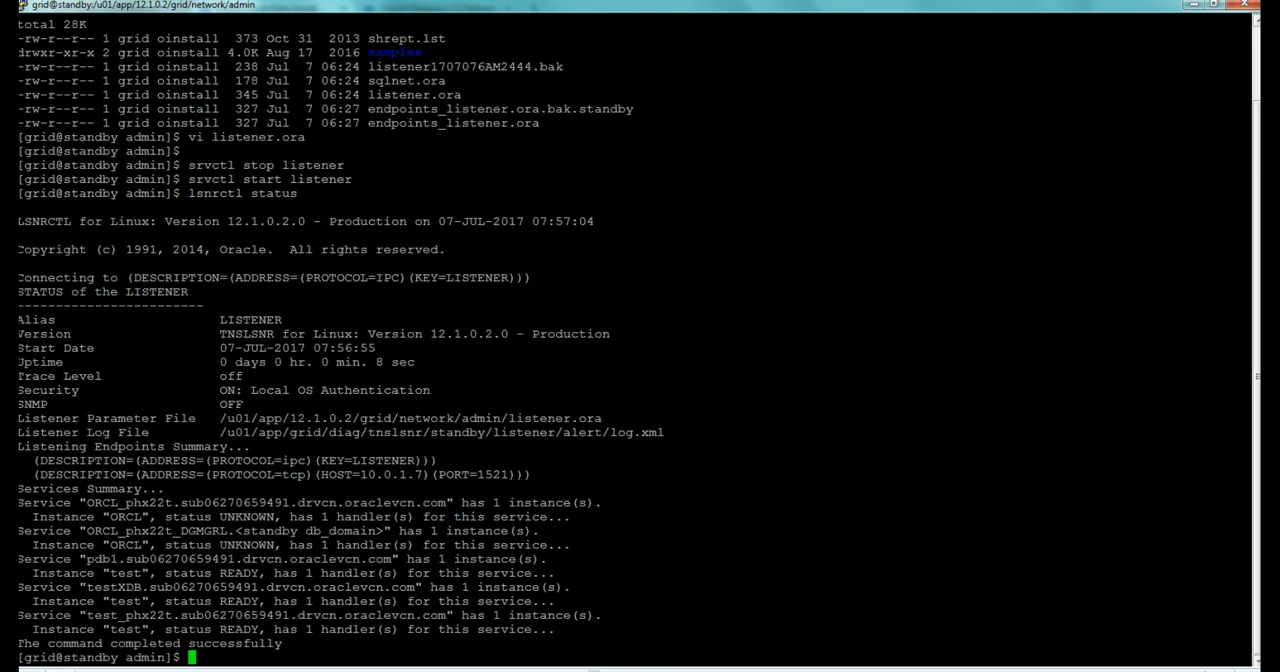 grid@standby:/u01/app/12.1.0.2/grid/network/admin
total 28K
-rw-r--r-- 1 grid oinstall  373 Oct 31  2013 shrept.lst
drwxr-xr-x 2 grid oinstall 4.0K Aug 17  2016 samples
-rw-r--r-- 1 grid oinstall  238 Jul  7 06:24 listener1707076AM2444.bak
-rw-r--r-- 1 grid oinstall  178 Jul  7 06:24 sqlnet.ora
-rw-r--r-- 1 grid oinstall  345 Jul  7 06:24 listener.ora
-rw-r--r-- 1 grid oinstall  327 Jul  7 06:27 endpoints_listener.ora.bak.standby
-rw-r--r-- 1 grid oinstall  327 Jul  7 06:27 endpoints_listener.ora
[grid@standby admin]$ vi listener.ora
[grid@standby admin]$
[grid@standby admin]$ srvctl stop listener
[grid@standby admin]$ srvctl start listener
[grid@standby admin]$ lsnrctl status
LSNRCTL for Linux: Version 12.1.0.2.0 - Production on 07-JUL-2017 07:57:04
Copyright (c) 1991, 2014, Oracle.  All rights reserved.
Connecting to (DESCRIPTION=(ADDRESS=(PROTOCOL=IPC)(KEY=LISTENER)))
STATUS of the LISTENER
------------------------
Alias                     LISTENER
Version                   TNSLSNR for Linux: Version 12.1.0.2.0 - Production
Start Date                07-JUL-2017 07:56:55
Uptime                    0 days 0 hr. 0 min. 8 sec
Trace Level               off
Security                  ON: Local OS Authentication
SNMP                      OFF
Listener Parameter File   /u01/app/12.1.0.2/grid/network/admin/listener.ora
Listener Log File         /u01/app/grid/diag/tnslsnr/standby/listener/alert/log.xml
Listening Endpoints Summary...
  (DESCRIPTION=(ADDRESS=(PROTOCOL=ipc)(KEY=LISTENER)))
  (DESCRIPTION=(ADDRESS=(PROTOCOL=tcp)(HOST=10.0.1.7)(PORT=1521)))
Services Summary...
Service "ORCL_phx22t.sub06270659491.drvcn.oraclevcn.com" has 1 instance(s).
  Instance "ORCL", status UNKNOWN, has 1 handler(s) for this service...
Service "ORCL_phx22t_DGMGRL.<standby db_domain>" has 1 instance(s).
  Instance "ORCL", status UNKNOWN, has 1 handler(s) for this service...
Service "pdb1.sub06270659491.drvcn.oraclevcn.com" has 1 instance(s).
  Instance "test", status READY, has 1 handler(s) for this service...
Service "testXDB.sub06270659491.drvcn.oraclevcn.com" has 1 instance(s).
  Instance "test", status READY, has 1 handler(s) for this service...
Service "test_phx22t.sub06270659491.drvcn.oraclevcn.com" has 1 instance(s).
  Instance "test", status READY, has 1 handler(s) for this service...
The command completed successfully
[grid@standby admin]$